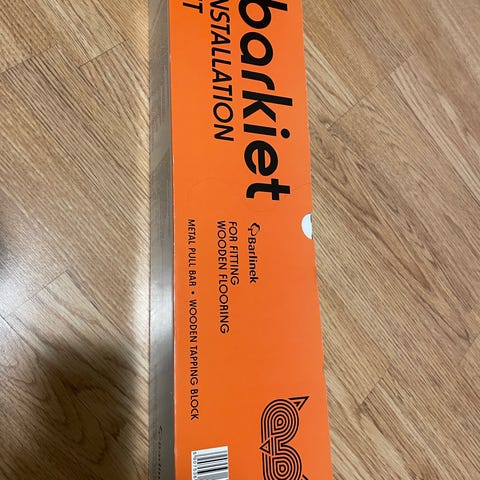 barkiet
INSTALLATION
Barlinek
FOR FITTING
WOODEN FLOORING
METAL PULL BAR • WOODEN TAPPING BLOCK